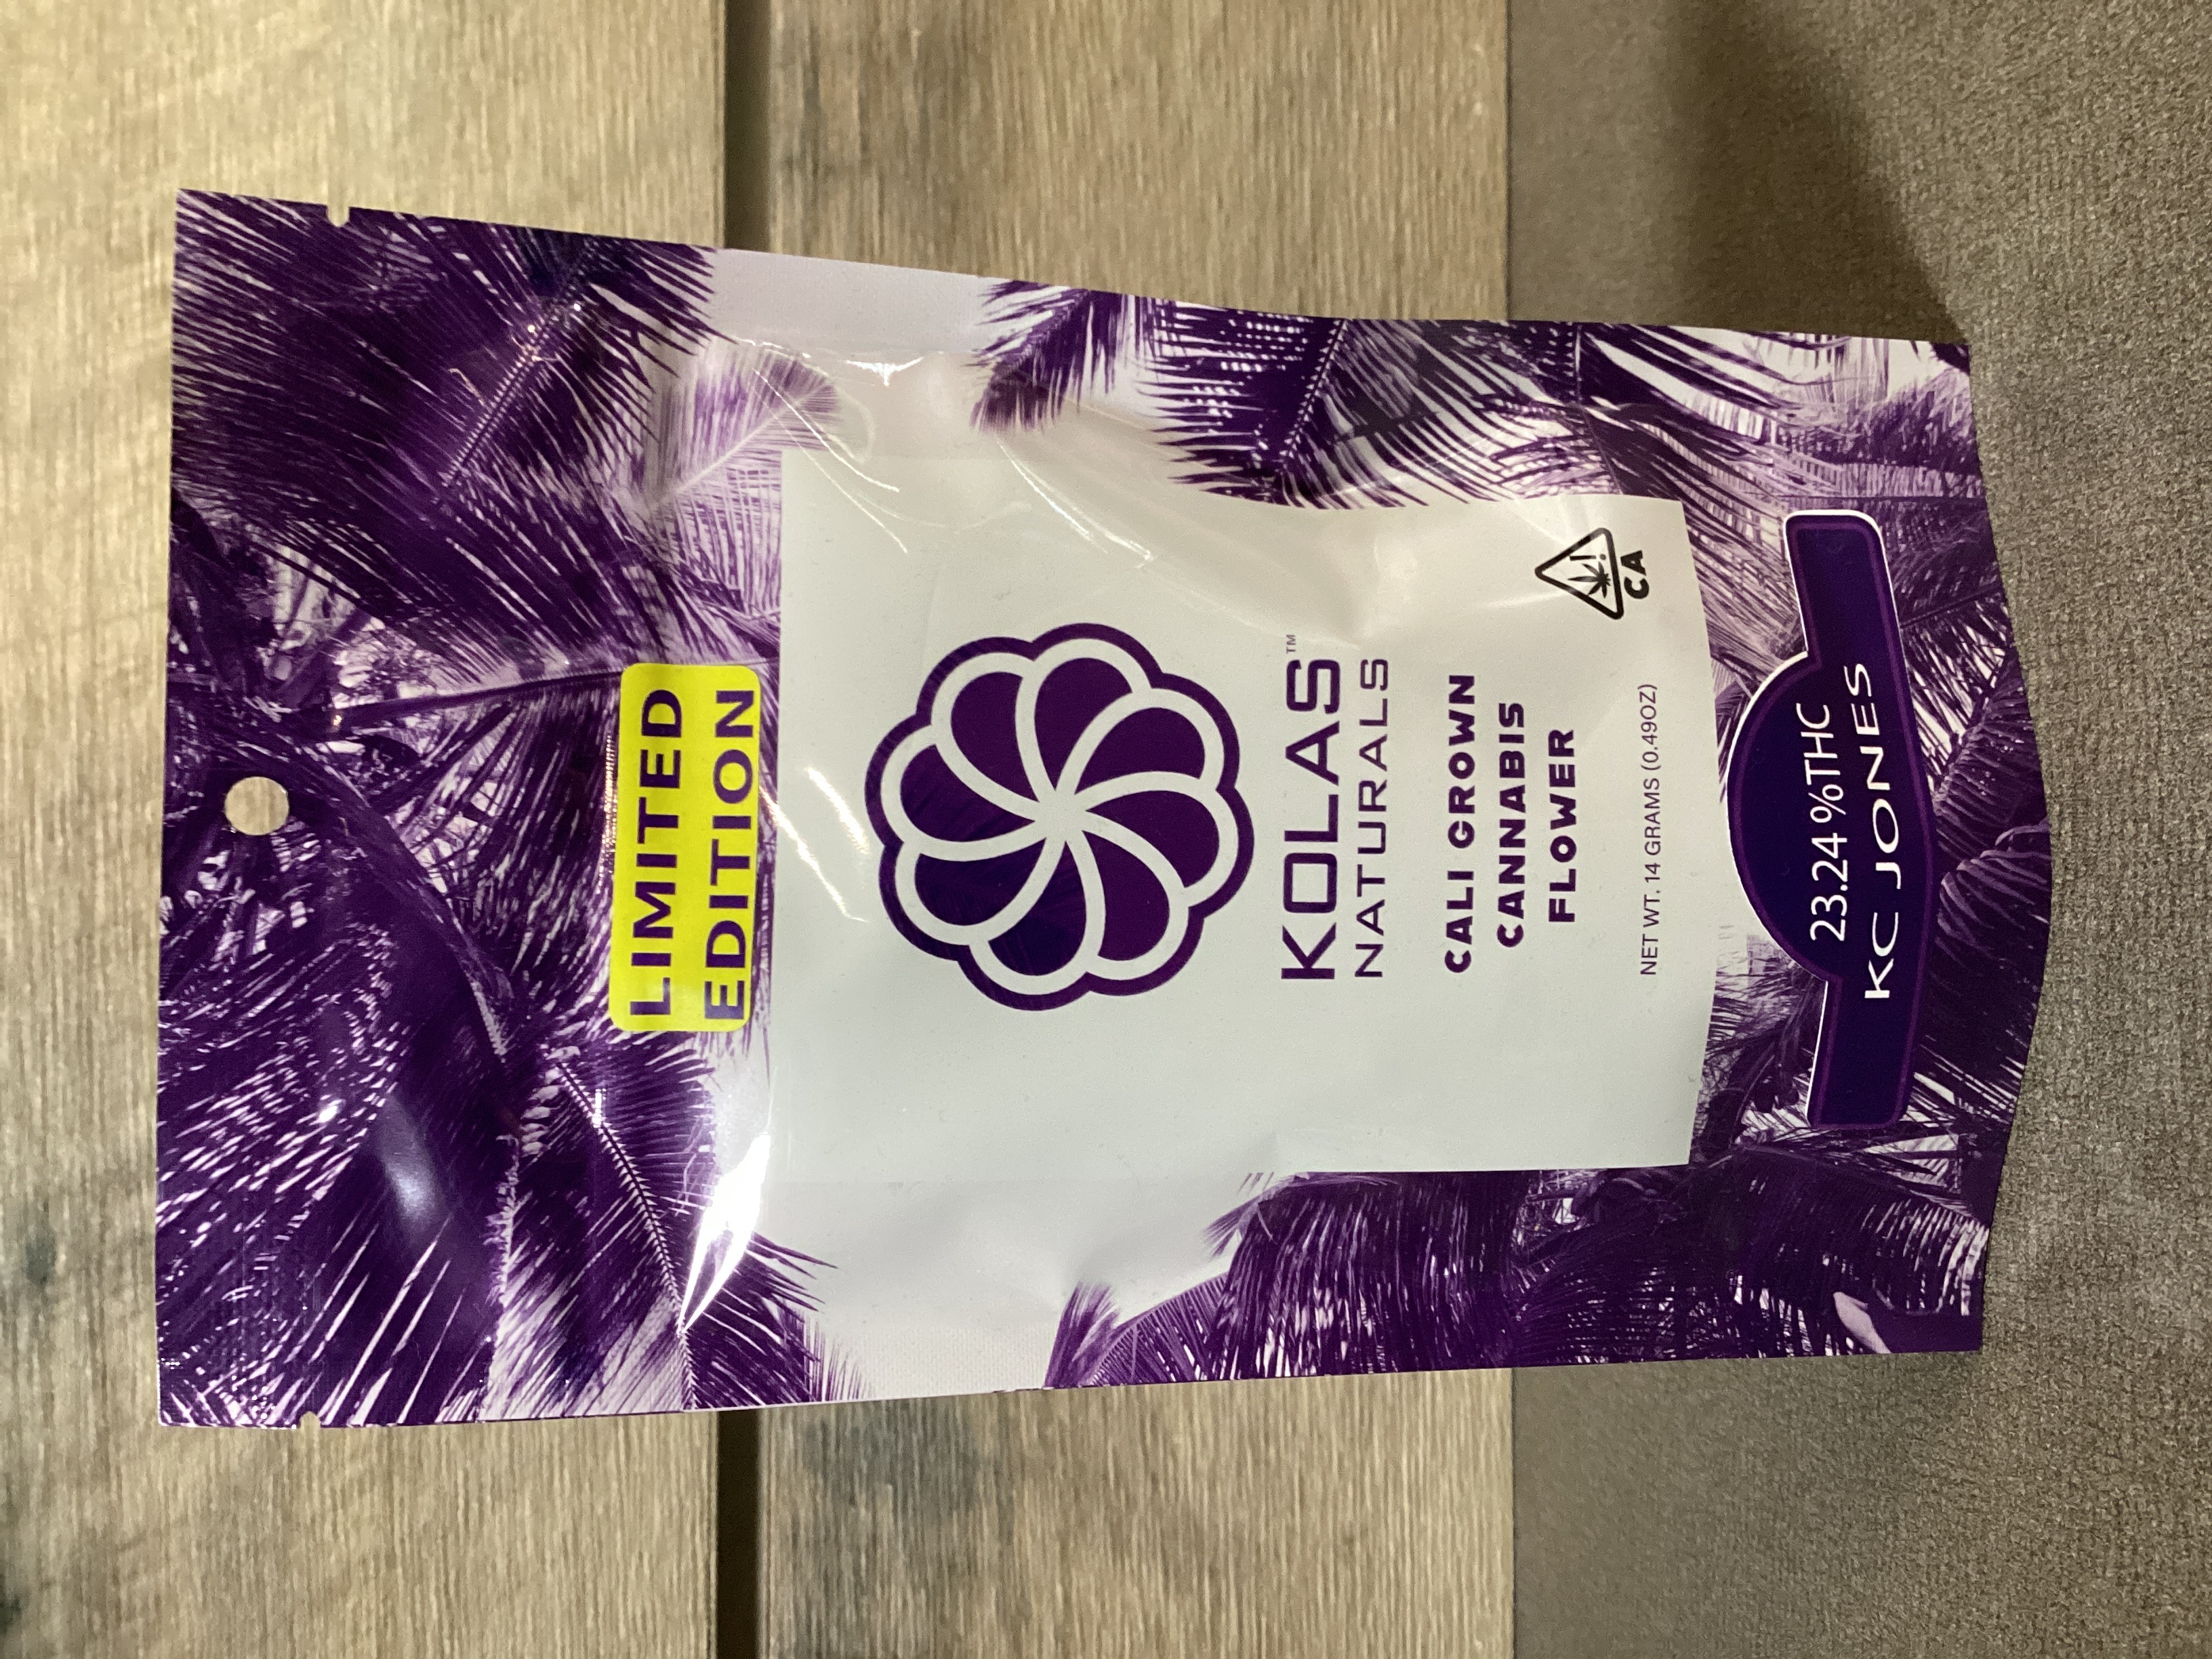 LIMITED
EDITION
KOLAS™
NATURALS
CALI GROWN
CANNABIS
FLOWER
!
CA
NET WT. 14 GRAMS (0.49OZ)
23.24 %THC
KC JONES